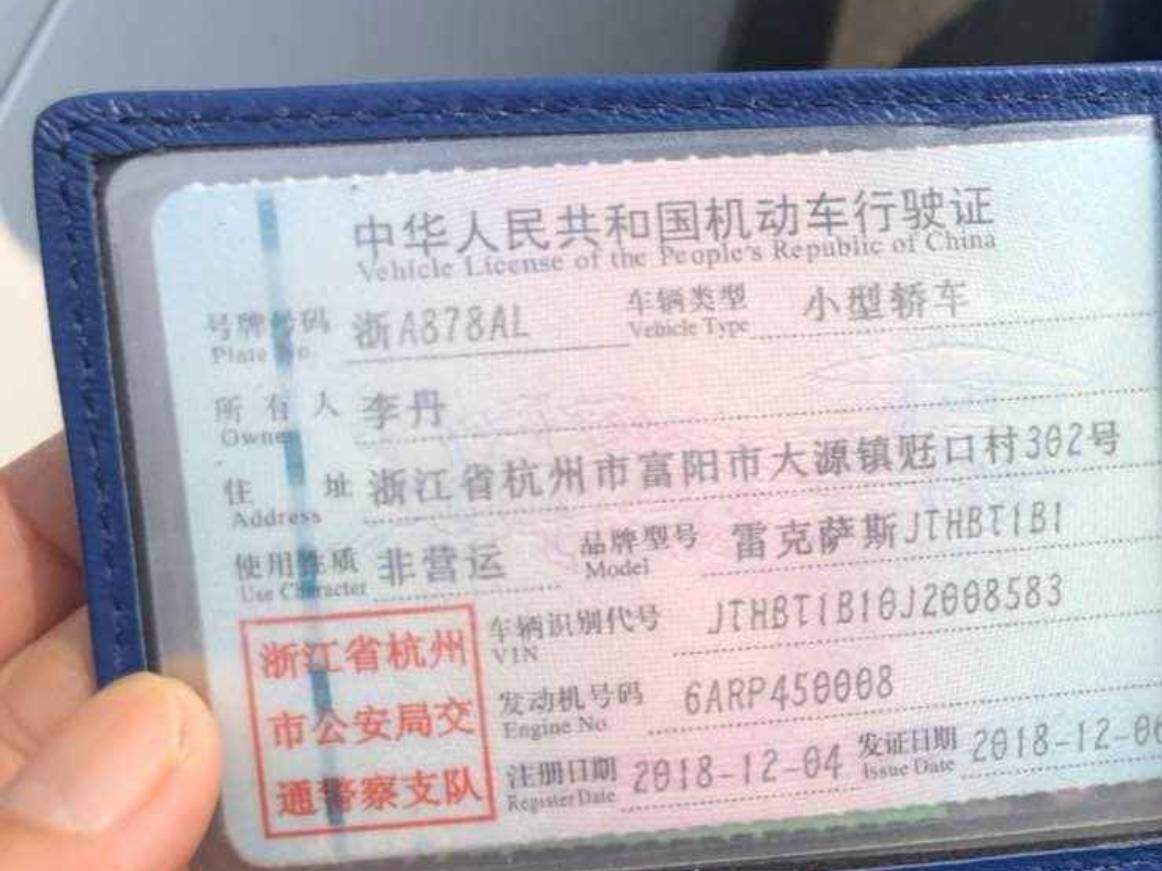 中华人民共和国机动车行驶证
Vehicle License of the People's Republic of China
号牌号码 浙A878AL 车辆类型 小型轿车
Plate No. Vehicle Type
所有人 李丹
Owner
住址 浙江省杭州市富阳市大源镇觃口村302号
Address
使用性质 非营运 品牌型号 雷克萨斯JTHBT1B1
Use Character Model
浙江省杭州
市公安局交
通警察支队
车辆识别代号 JTHBT1B10J2008583
VIN
发动机号码 6ARP450008
Engine No.
注册日期 2018-12-04 发证日期 2018-12-06
Register Date Issue Date